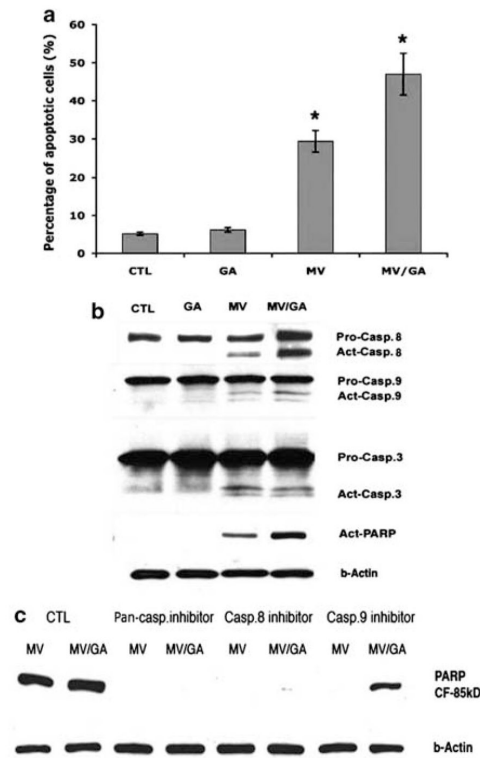 a
Percentage of apoptotic cells (%)
60
50
40
30
20
10
0
*
*
CTL GA MV MV/GA
b
CTL GA MV MV/GA
Pro-Casp.8
Act-Casp.8
Pro-Casp.9
Act-Casp.9
Pro-Casp.3
Act-Casp.3
Act-PARP
b-Actin
c CTL Pan-casp.inhibitor Casp.8 inhibitor Casp.9 inhibitor
MV MV/GA MV MV/GA MV MV/GA MV MV/GA
PARP
CF-85kD
b-Actin